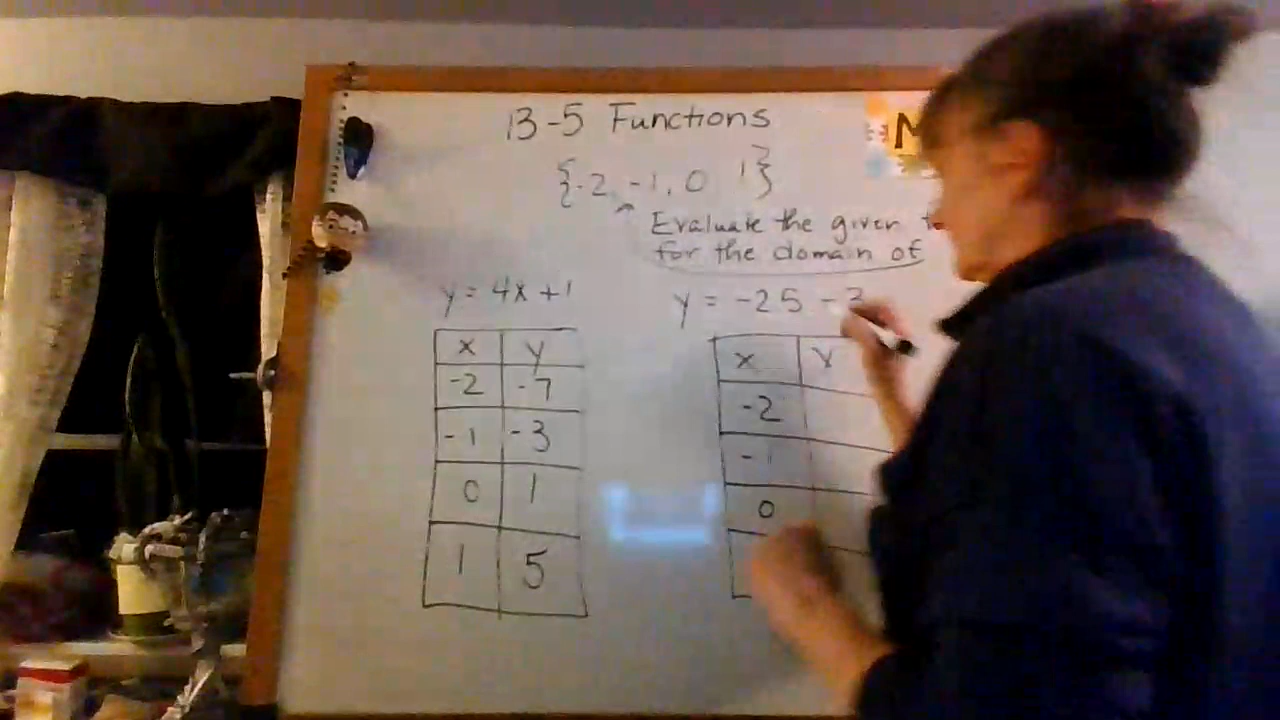 13-5 Functions
{-2, -1, 0 1}
Evaluate the given
for the domain of
y = 4x + 1
x y
-2 -7
-1 -3
0 1
1 5
y = -25 -
x y
-2
-1
0
M